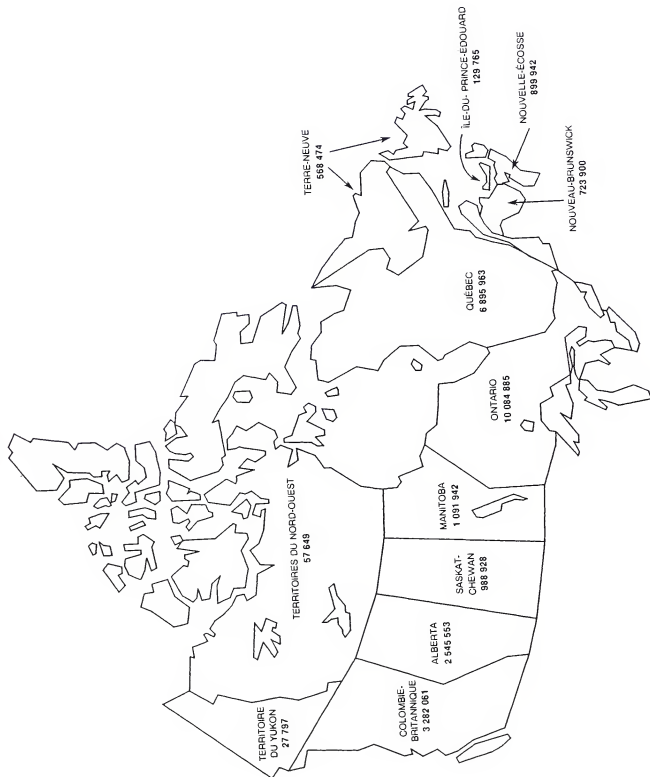 TERRITOIRE
DU YUKON
27 797
TERRITOIRES DU NORD-OUEST
57 649
COLOMBIE-
BRITANNIQUE
3 282 061
ALBERTA
2 545 553
SASKAT-
CHEWAN
988 928
MANITOBA
1 091 942
ONTARIO
10 084 885
QUÉBEC
6 895 963
TERRE-NEUVE
568 474
ÎLE-DU- PRINCE-EDOUARD
129 765
NOUVELLE-ÉCOSSE
899 942
NOUVEAU-BRUNSWICK
723 900